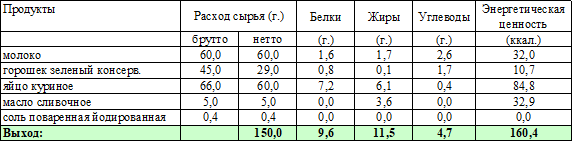 Продукты Расход сырья (г.) Белки Жиры Углеводы Энергетическая ценность
брутто нетто (г.) (г.) (г.) (ккал.)
молоко 60,0 60,0 1,6 1,7 2,6 32,0
горошек зеленый консерв. 45,0 29,0 0,8 0,1 1,7 10,7
яйцо куриное 66,0 60,0 7,2 6,1 0,4 84,8
масло сливочное 5,0 5,0 0,0 3,6 0,0 32,9
соль поваренная йодированная 0,4 0,4 0,0 0,0 0,0 0,0
Выход: 150,0 9,6 11,5 4,7 160,4